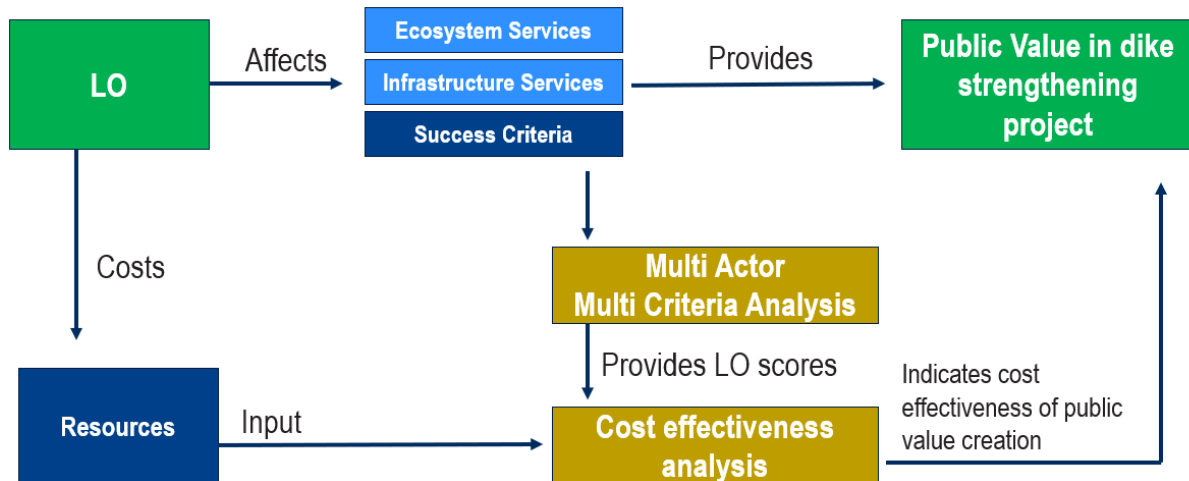 LO
Affects
Ecosystem Services
Infrastructure Services
Success Criteria
Provides
Public Value in dike
strengthening
project
Costs
Multi Actor
Multi Criteria Analysis
Provides LO scores
Resources
Input
Cost effectiveness
analysis
Indicates cost
effectiveness of public
value creation